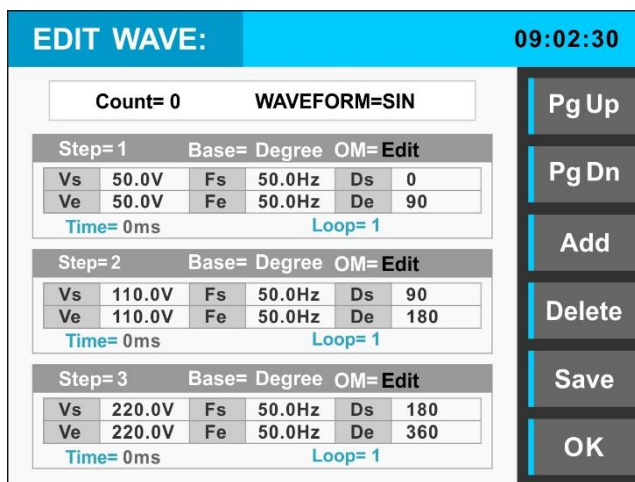 EDIT WAVE:
09:02:30
Count= 0 WAVEFORM=SIN
Step= 1 Base= Degree OM= Edit
Vs 50.0V Fs 50.0Hz Ds 0
Ve 50.0V Fe 50.0Hz De 90
Time= 0ms Loop= 1
Step= 2 Base= Degree OM= Edit
Vs 110.0V Fs 50.0Hz Ds 90
Ve 110.0V Fe 50.0Hz De 180
Time= 0ms Loop= 1
Step= 3 Base= Degree OM= Edit
Vs 220.0V Fs 50.0Hz Ds 180
Ve 220.0V Fe 50.0Hz De 360
Time= 0ms Loop= 1
Pg Up
Pg Dn
Add
Delete
Save
OK